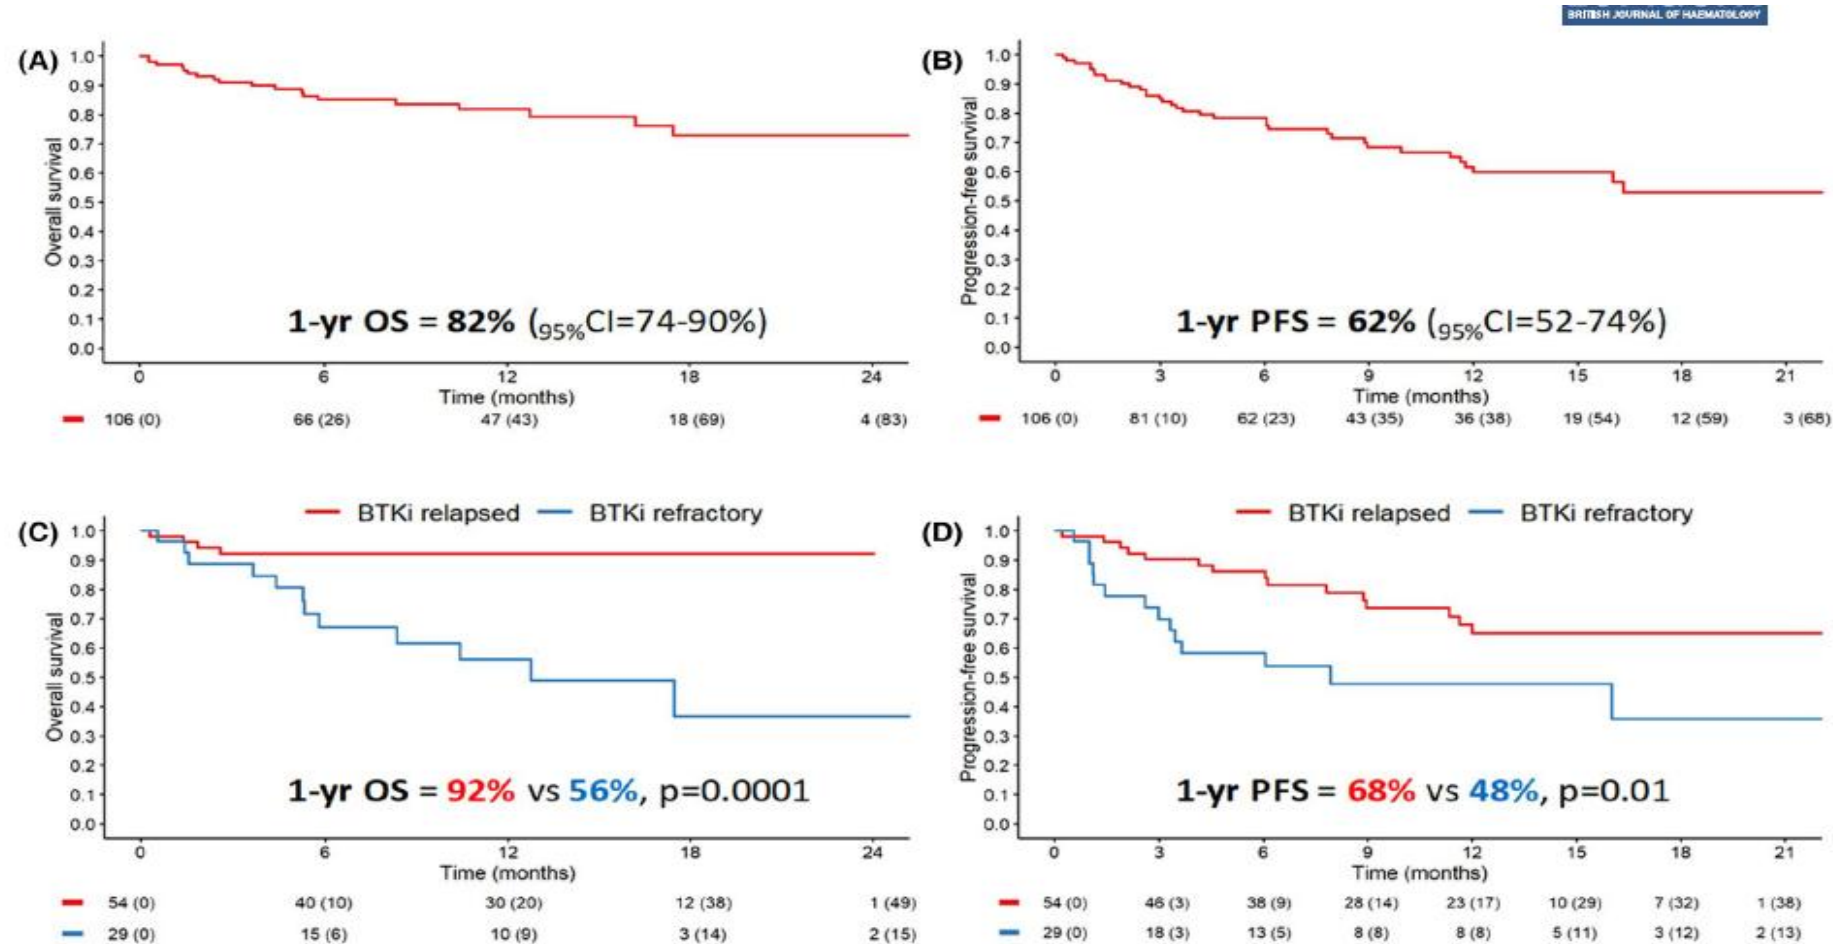 BRITISH JOURNAL OF HAEMATOLOGY
(A)
Overall survival
1.0
0.9
0.8
0.7
0.6
0.5
0.4
0.3
0.2
0.1
0.0
1-yr OS = 82% (95%CI=74-90%)
0 6 12 18 24
Time (months)
106 (0) 66 (26) 47 (43) 18 (69) 4 (83)
(B)
Progression-free survival
1.0
0.9
0.8
0.7
0.6
0.5
0.4
0.3
0.2
0.1
0.0
1-yr PFS = 62% (95%CI=52-74%)
0 3 6 9 12 15 18 21
Time (months)
106 (0) 81 (10) 62 (23) 43 (35) 36 (38) 19 (54) 12 (59) 3 (68)
(C)
BTKi relapsed BTKi refractory
Overall survival
1.0
0.9
0.8
0.7
0.6
0.5
0.4
0.3
0.2
0.1
0.0
1-yr OS = 92% vs 56%, p=0.0001
0 6 12 18 24
Time (months)
54 (0) 40 (10) 30 (20) 12 (38) 1 (49)
29 (0) 15 (6) 10 (9) 3 (14) 2 (15)
(D)
BTKi relapsed BTKi refractory
Progression-free survival
1.0
0.9
0.8
0.7
0.6
0.5
0.4
0.3
0.2
0.1
0.0
1-yr PFS = 68% vs 48%, p=0.01
0 3 6 9 12 15 18 21
Time (months)
54 (0) 46 (3) 38 (9) 28 (14) 23 (17) 10 (29) 7 (32) 1 (38)
29 (0) 18 (3) 13 (5) 8 (8) 8 (8) 5 (11) 3 (12) 2 (13)